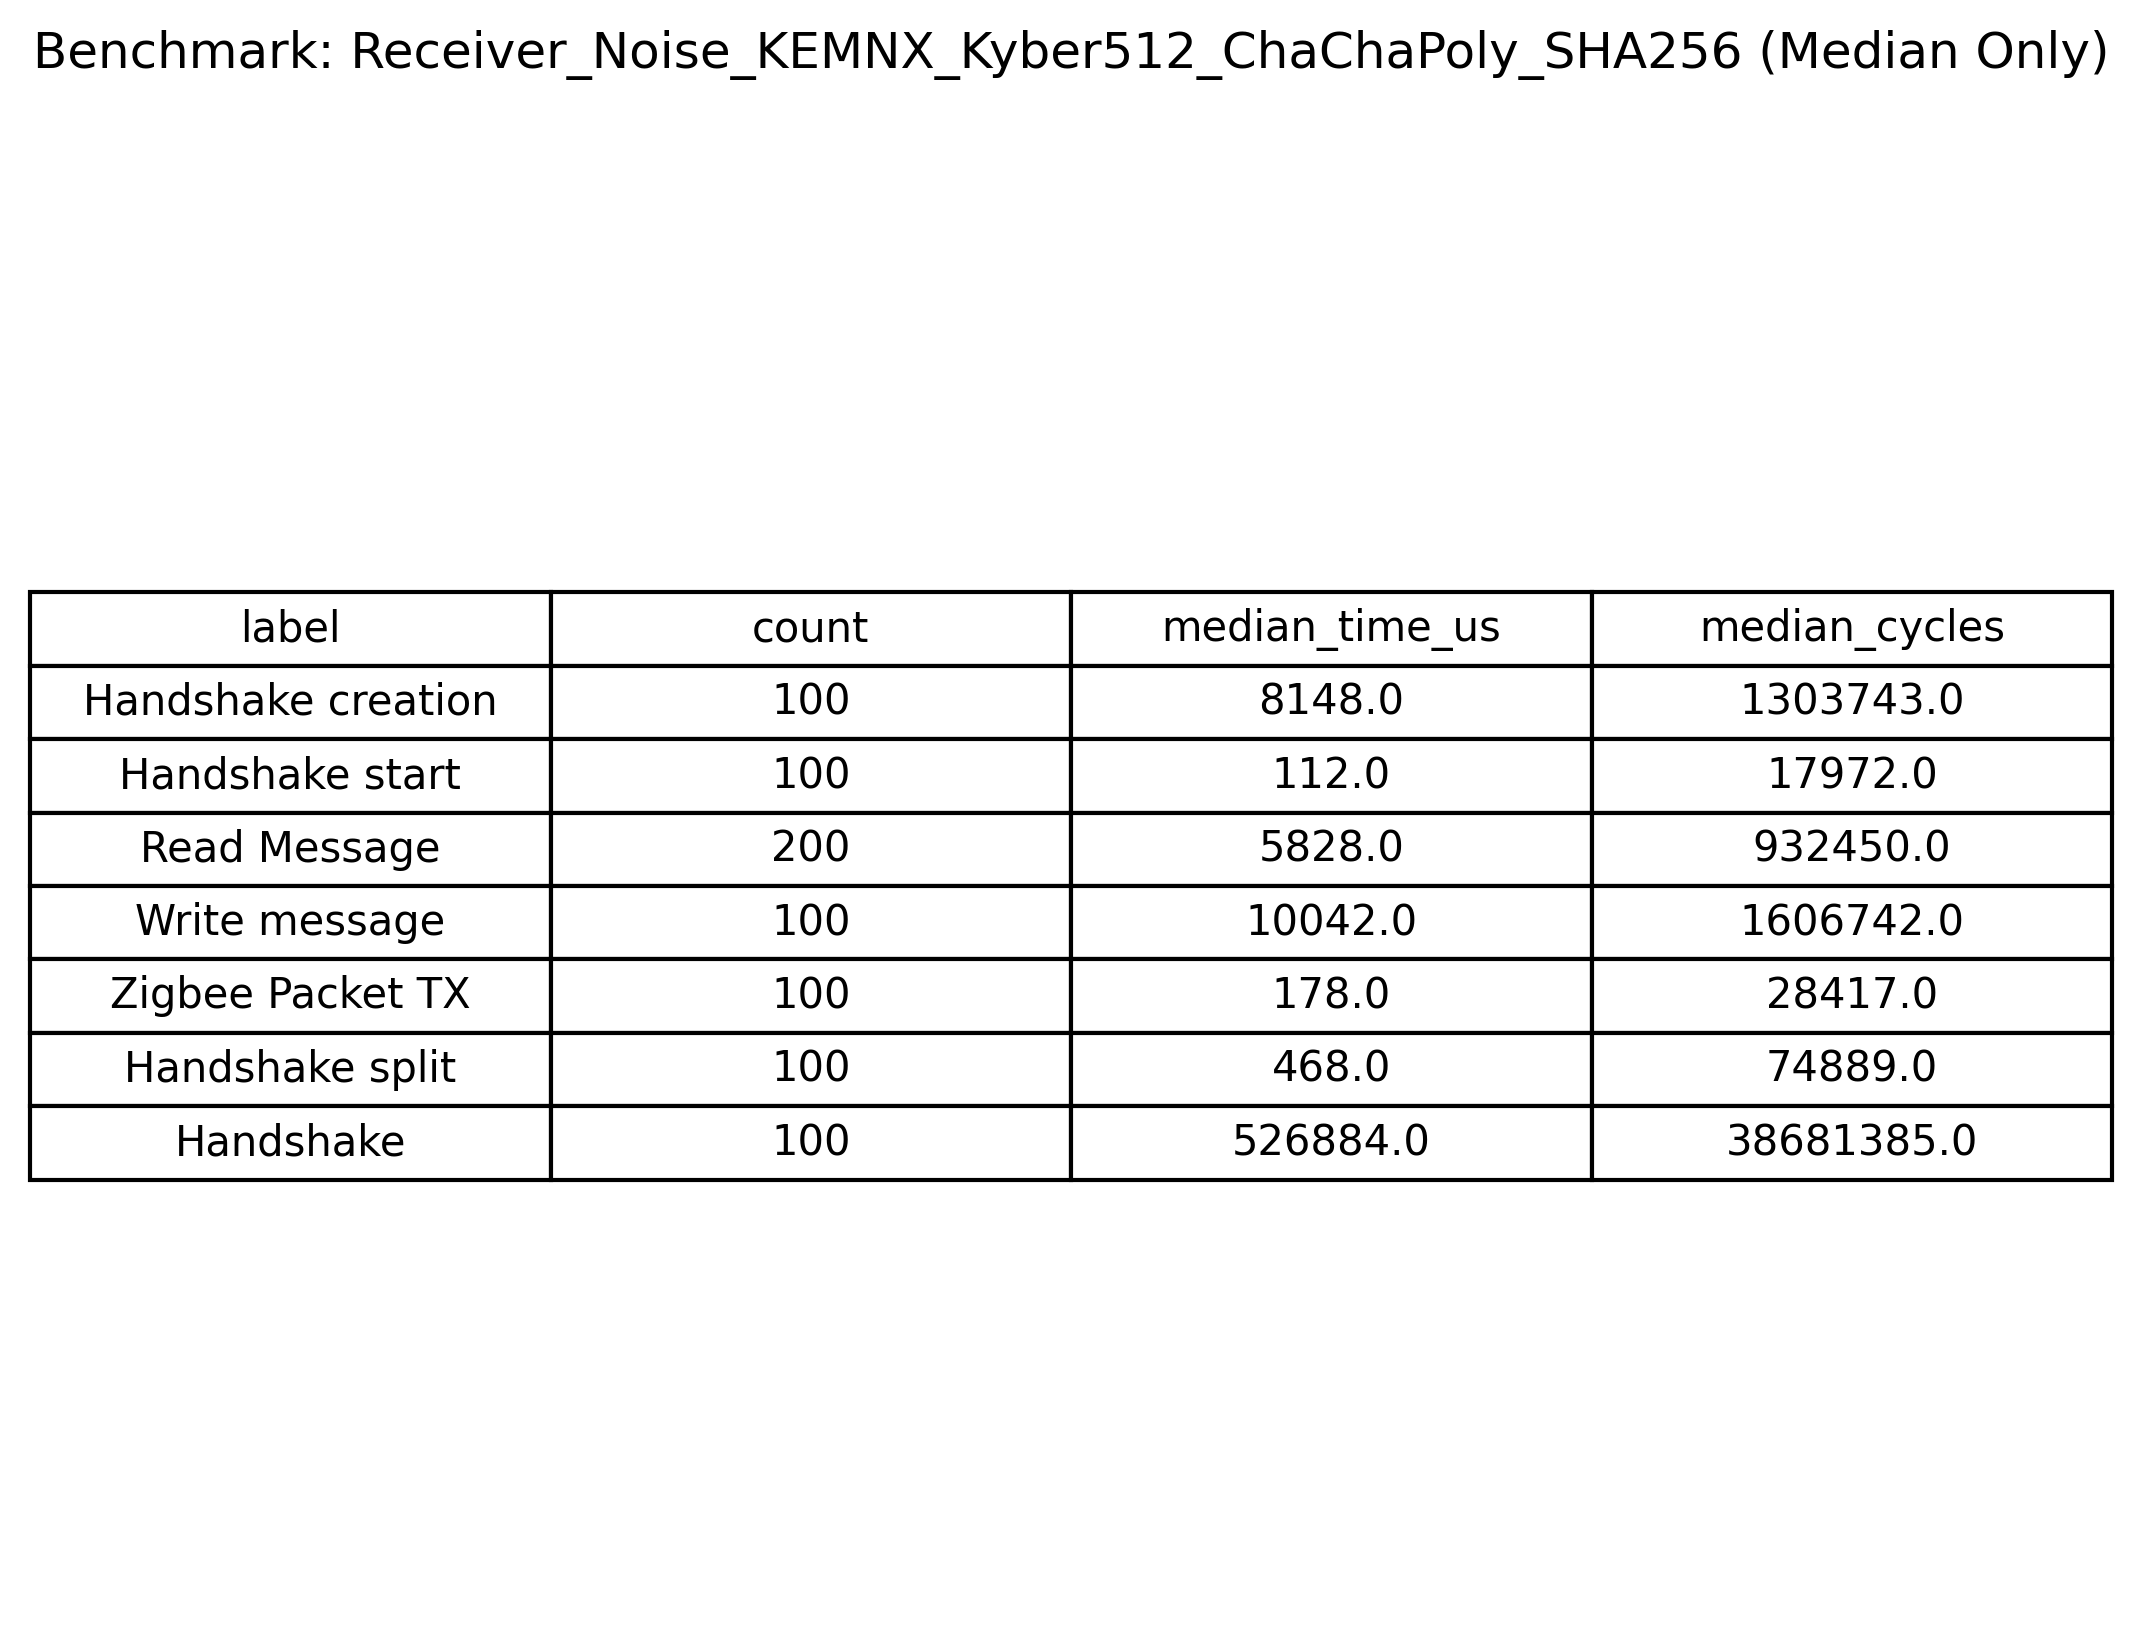 Benchmark: Receiver_Noise_KEMNX_Kyber512_ChaChaPoly_SHA256 (Median Only)
label count median_time_us median_cycles
Handshake creation 100 8148.0 1303743.0
Handshake start 100 112.0 17972.0
Read Message 200 5828.0 932450.0
Write message 100 10042.0 1606742.0
Zigbee Packet TX 100 178.0 28417.0
Handshake split 100 468.0 74889.0
Handshake 100 526884.0 38681385.0